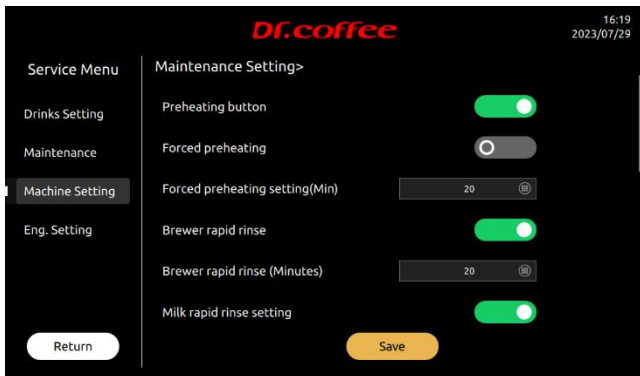 Dr.coffee
16:19
2023/07/29
Service Menu
Drinks Setting
Maintenance
Machine Setting
Eng. Setting
Return
Maintenance Setting>
Preheating button
Forced preheating
Forced preheating setting(Min) 20
Brewer rapid rinse
Brewer rapid rinse (Minutes) 20
Milk rapid rinse setting
Save